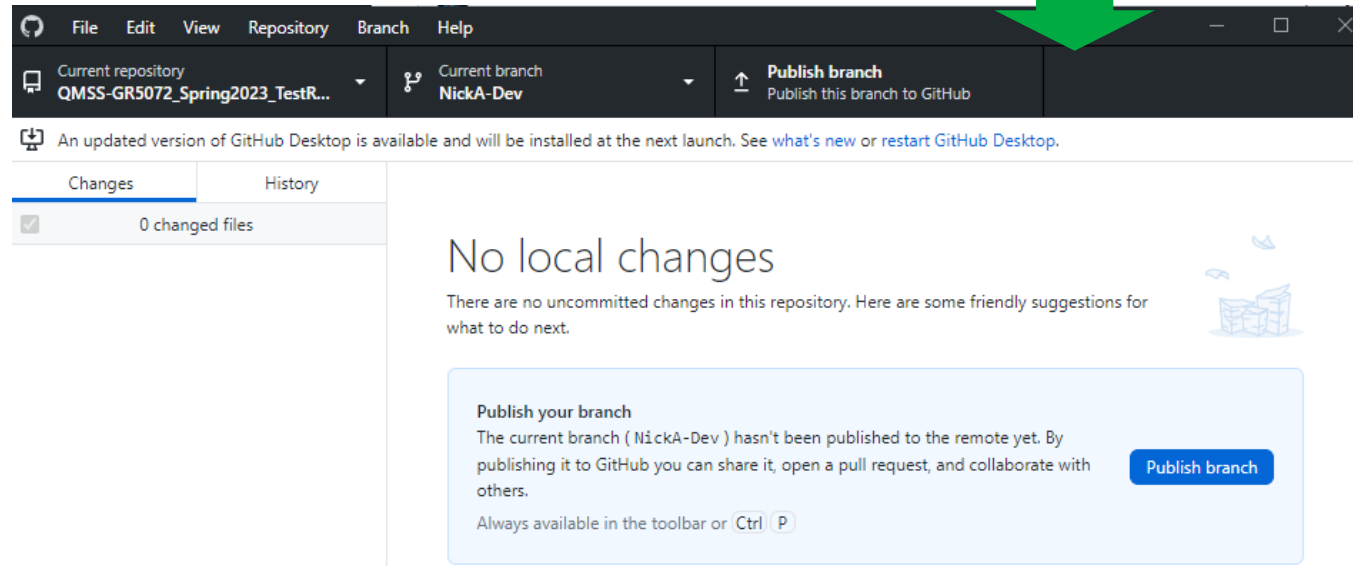 File Edit View Repository Branch Help
Current repository
QMSS-GR5072_Spring2023_TestR...
Current branch
NickA-Dev
Publish branch
Publish this branch to GitHub
An updated version of GitHub Desktop is available and will be installed at the next launch. See what's new or restart GitHub Desktop.
Changes History
0 changed files
No local changes
There are no uncommitted changes in this repository. Here are some friendly suggestions for
what to do next.
Publish your branch
The current branch ( NickA-Dev ) hasn't been published to the remote yet. By
publishing it to GitHub you can share it, open a pull request, and collaborate with
others.
Always available in the toolbar or Ctrl P
Publish branch